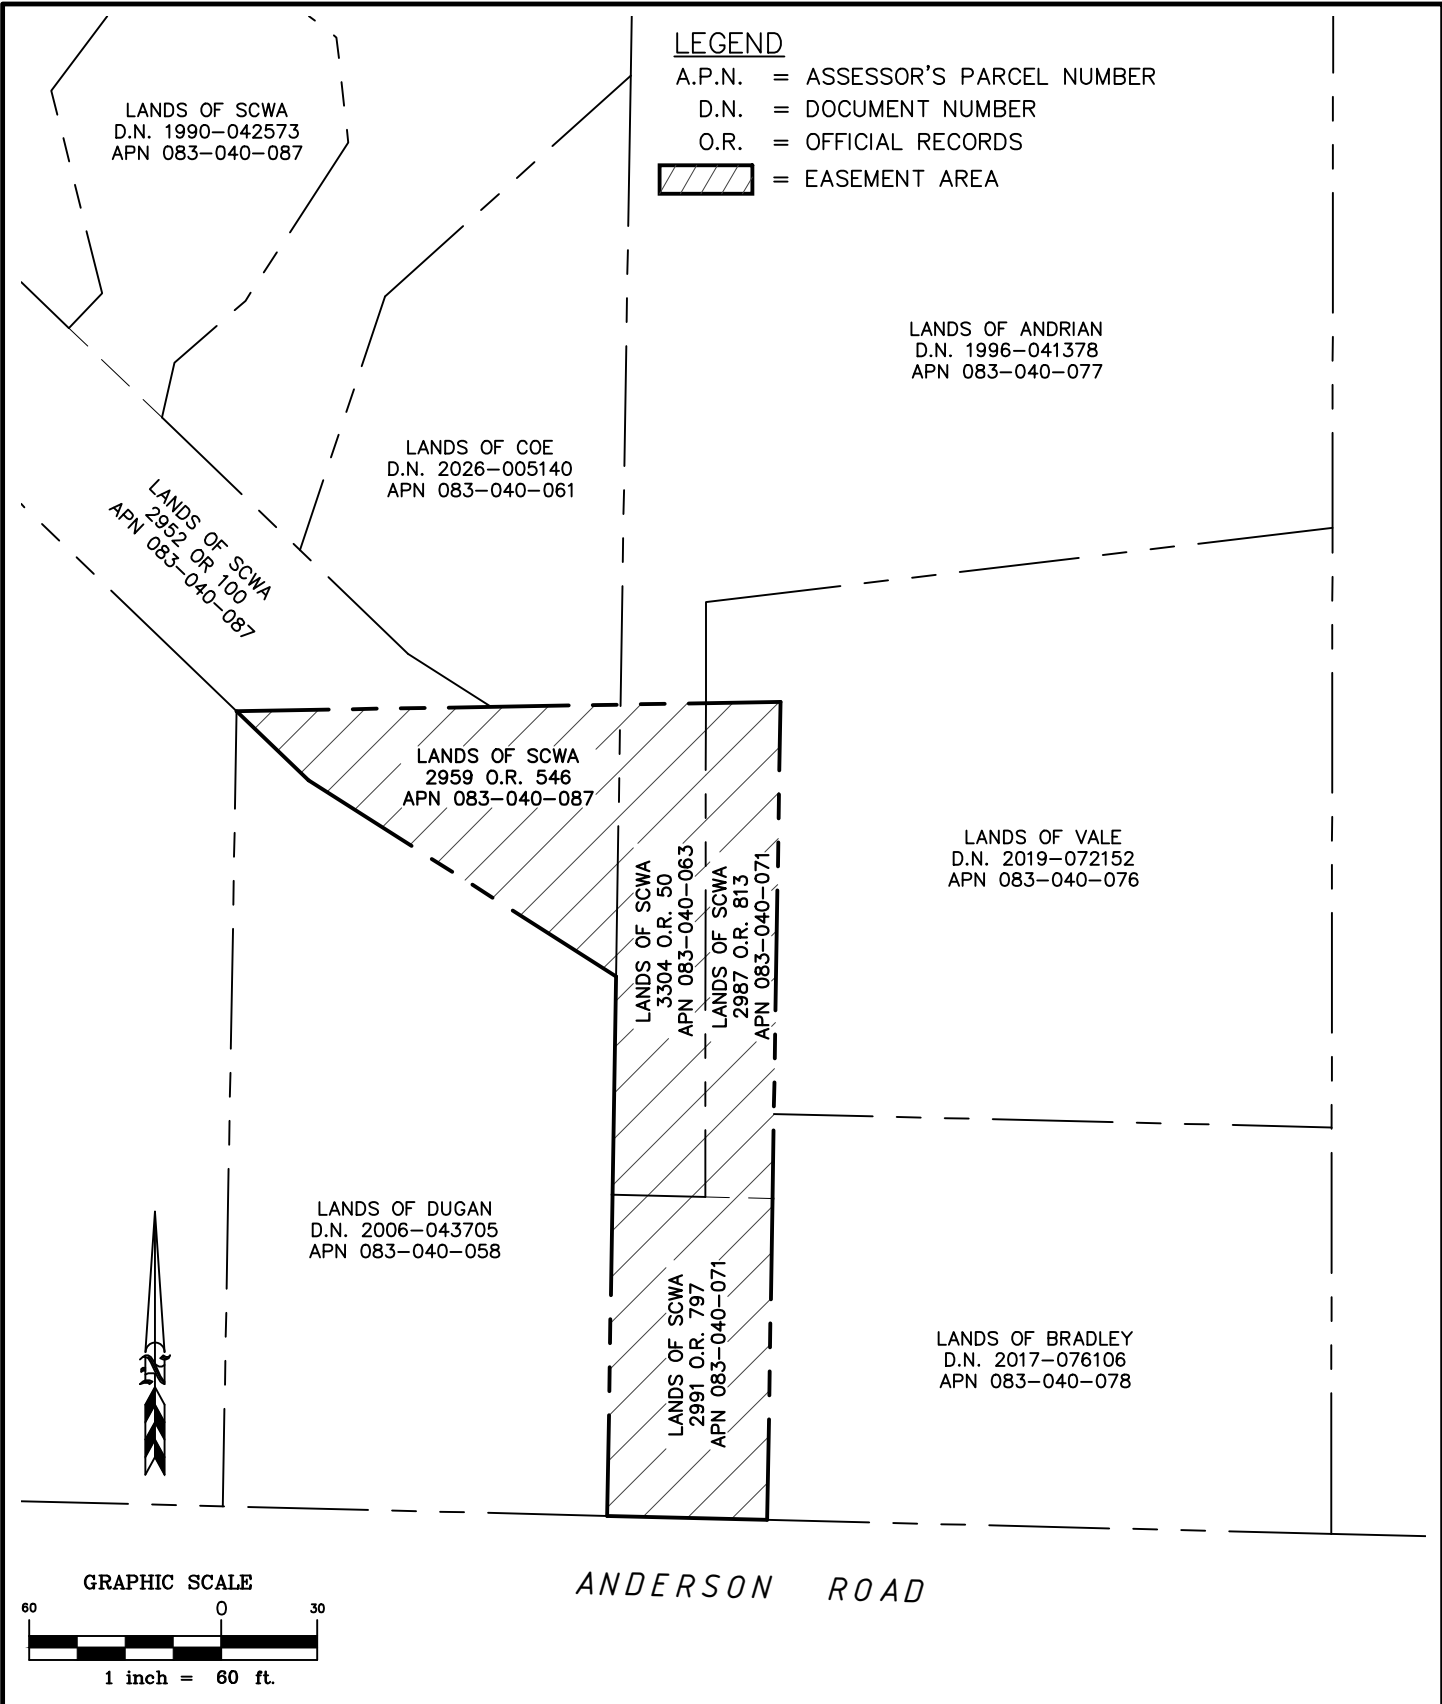 LEGEND
A.P.N. = ASSESSOR'S PARCEL NUMBER
D.N. = DOCUMENT NUMBER
O.R. = OFFICIAL RECORDS
= EASEMENT AREA
LANDS OF SCWA
D.N. 1990-042573
APN 083-040-087
LANDS OF ANDRIAN
D.N. 1996-041378
APN 083-040-077
LANDS OF COE
D.N. 2026-005140
APN 083-040-061
LANDS OF SCWA
2952 OR 100
APN 083-040-087
LANDS OF SCWA
2959 O.R. 546
APN 083-040-087
LANDS OF SCWA
3304 O.R. 50
APN 083-040-063
LANDS OF SCWA
2987 O.R. 813
APN 083-040-071
LANDS OF VALE
D.N. 2019-072152
APN 083-040-076
LANDS OF DUGAN
D.N. 2006-043705
APN 083-040-058
LANDS OF SCWA
2991 O.R. 797
APN 083-040-071
LANDS OF BRADLEY
D.N. 2017-076106
APN 083-040-078
N
ANDERSON ROAD
GRAPHIC SCALE
60 0 30
1 inch = 60 ft.